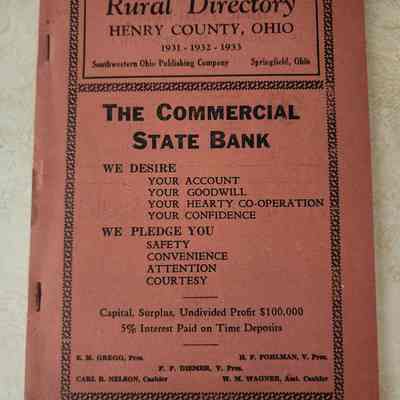 Rural Directory
HENRY COUNTY, OHIO
1931 - 1932 - 1933
Southwestern Ohio Publishing Company Springfield, Ohio
THE COMMERCIAL
STATE BANK
WE DESIRE
YOUR ACCOUNT
YOUR GOODWILL
YOUR HEARTY CO-OPERATION
YOUR CONFIDENCE
WE PLEDGE YOU
SAFETY
CONVENIENCE
ATTENTION
COURTESY
Capital, Surplus, Undivided Profit $100,000
5% Interest Paid on Time Deposits
E. M. GREGG, Pres. H. F. POHLMAN, V. Pres.
F. F. DIEMER, V. Pres.
CARL B. NELSON, Cashier W. M. WAGNER, Asst. Cashier